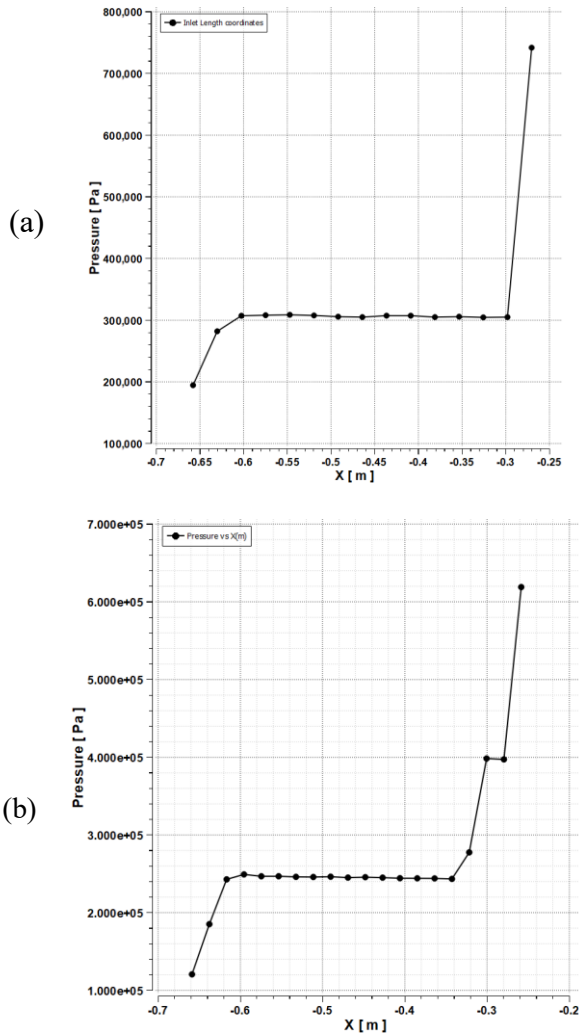 (a)
Inlet Length coordinates
Pressure [ Pa ]
800,000
700,000
600,000
500,000
400,000
300,000
200,000
100,000
-0.7 -0.65 -0.6 -0.55 -0.5 -0.45 -0.4 -0.35 -0.3 -0.25
X [ m ]
(b)
Pressure vs X(m)
Pressure [ Pa ]
7.000e+05
6.000e+05
5.000e+05
4.000e+05
3.000e+05
2.000e+05
1.000e+05
-0.7 -0.6 -0.5 -0.4 -0.3 -0.2
X [ m ]